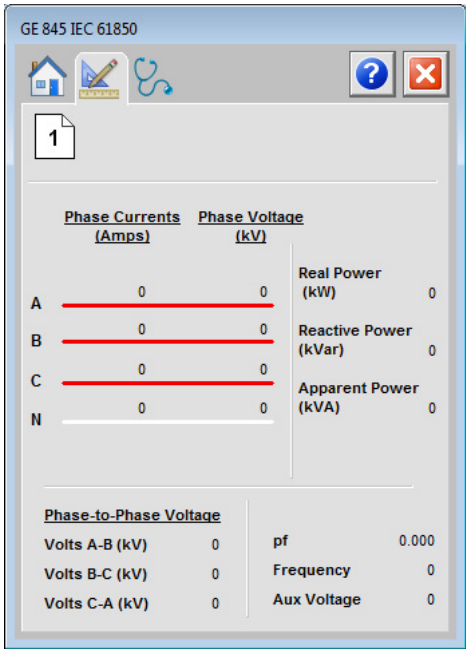 GE 845 IEC 61850
?
1
Phase Currents Phase Voltage
(Amps) (kV)
Real Power
A 0 0 (kW) 0
B 0 0 Reactive Power
(kVar) 0
C 0 0
Apparent Power
N 0 0 (kVA) 0
Phase-to-Phase Voltage
Volts A-B (kV) 0 pf 0.000
Volts B-C (kV) 0 Frequency 0
Volts C-A (kV) 0 Aux Voltage 0